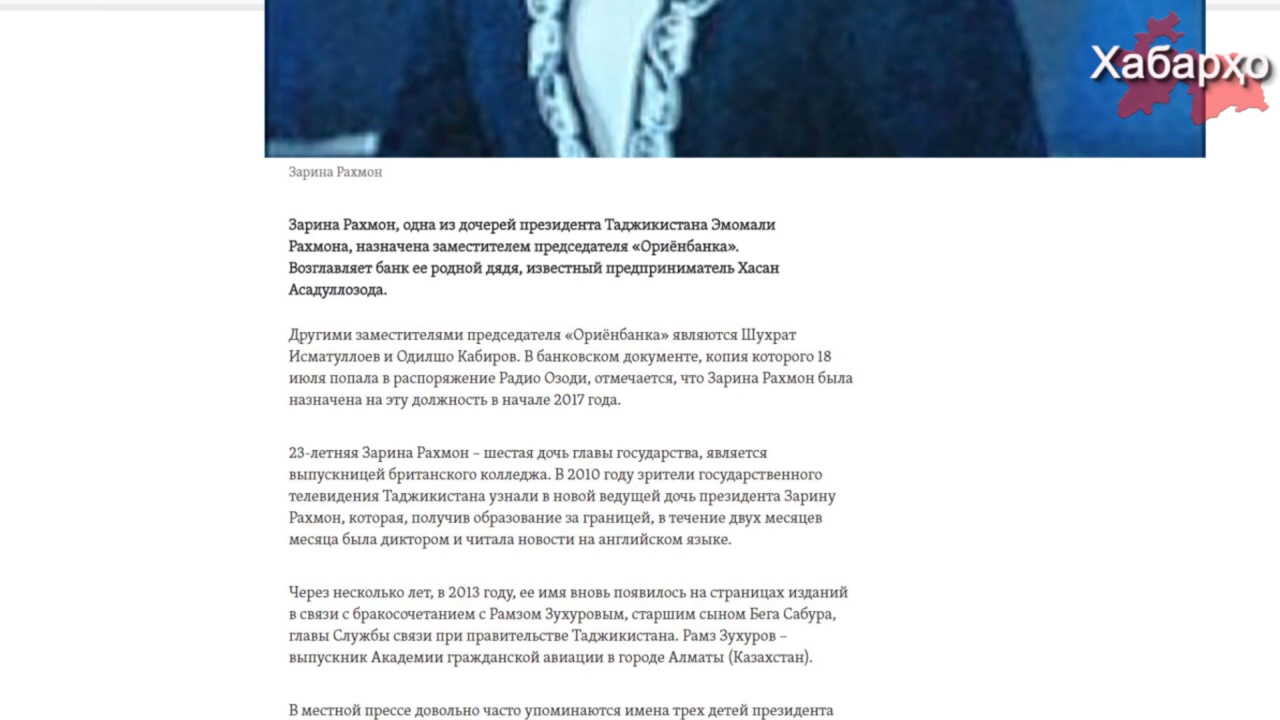 Хабарҳо
Зарина Рахмон
Зарина Рахмон, одна из дочерей президента Таджикистана Эмомали
Рахмона, назначена заместителем председателя «Ориёнбанка».
Возглавляет банк ее родной дядя, известный предприниматель Хасан
Асадуллозода.
Другими заместителями председателя «Ориёнбанка» являются Шухрат
Исматуллоев и Одилшо Кабиров. В банковском документе, копия которого 18
июля попала в распоряжение Радио Озоди, отмечается, что Зарина Рахмон была
назначена на эту должность в начале 2017 года.
23-летняя Зарина Рахмон – шестая дочь главы государства, является
выпускницей британского колледжа. В 2010 году зрители государственного
телевидения Таджикистана узнали в новой ведущей дочь президента Зарину
Рахмон, которая, получив образование за границей, в течение двух месяцев
месяца была диктором и читала новости на английском языке.
Через несколько лет, в 2013 году, ее имя вновь появилось на страницах изданий
в связи с бракосочетанием с Рамзом Зухуровым, старшим сыном Бега Сабура,
главы Службы связи при правительстве Таджикистана. Рамз Зухуров –
выпускник Академии гражданской авиации в городе Алматы (Казахстан).
В местной прессе довольно часто упоминаются имена трех детей президента